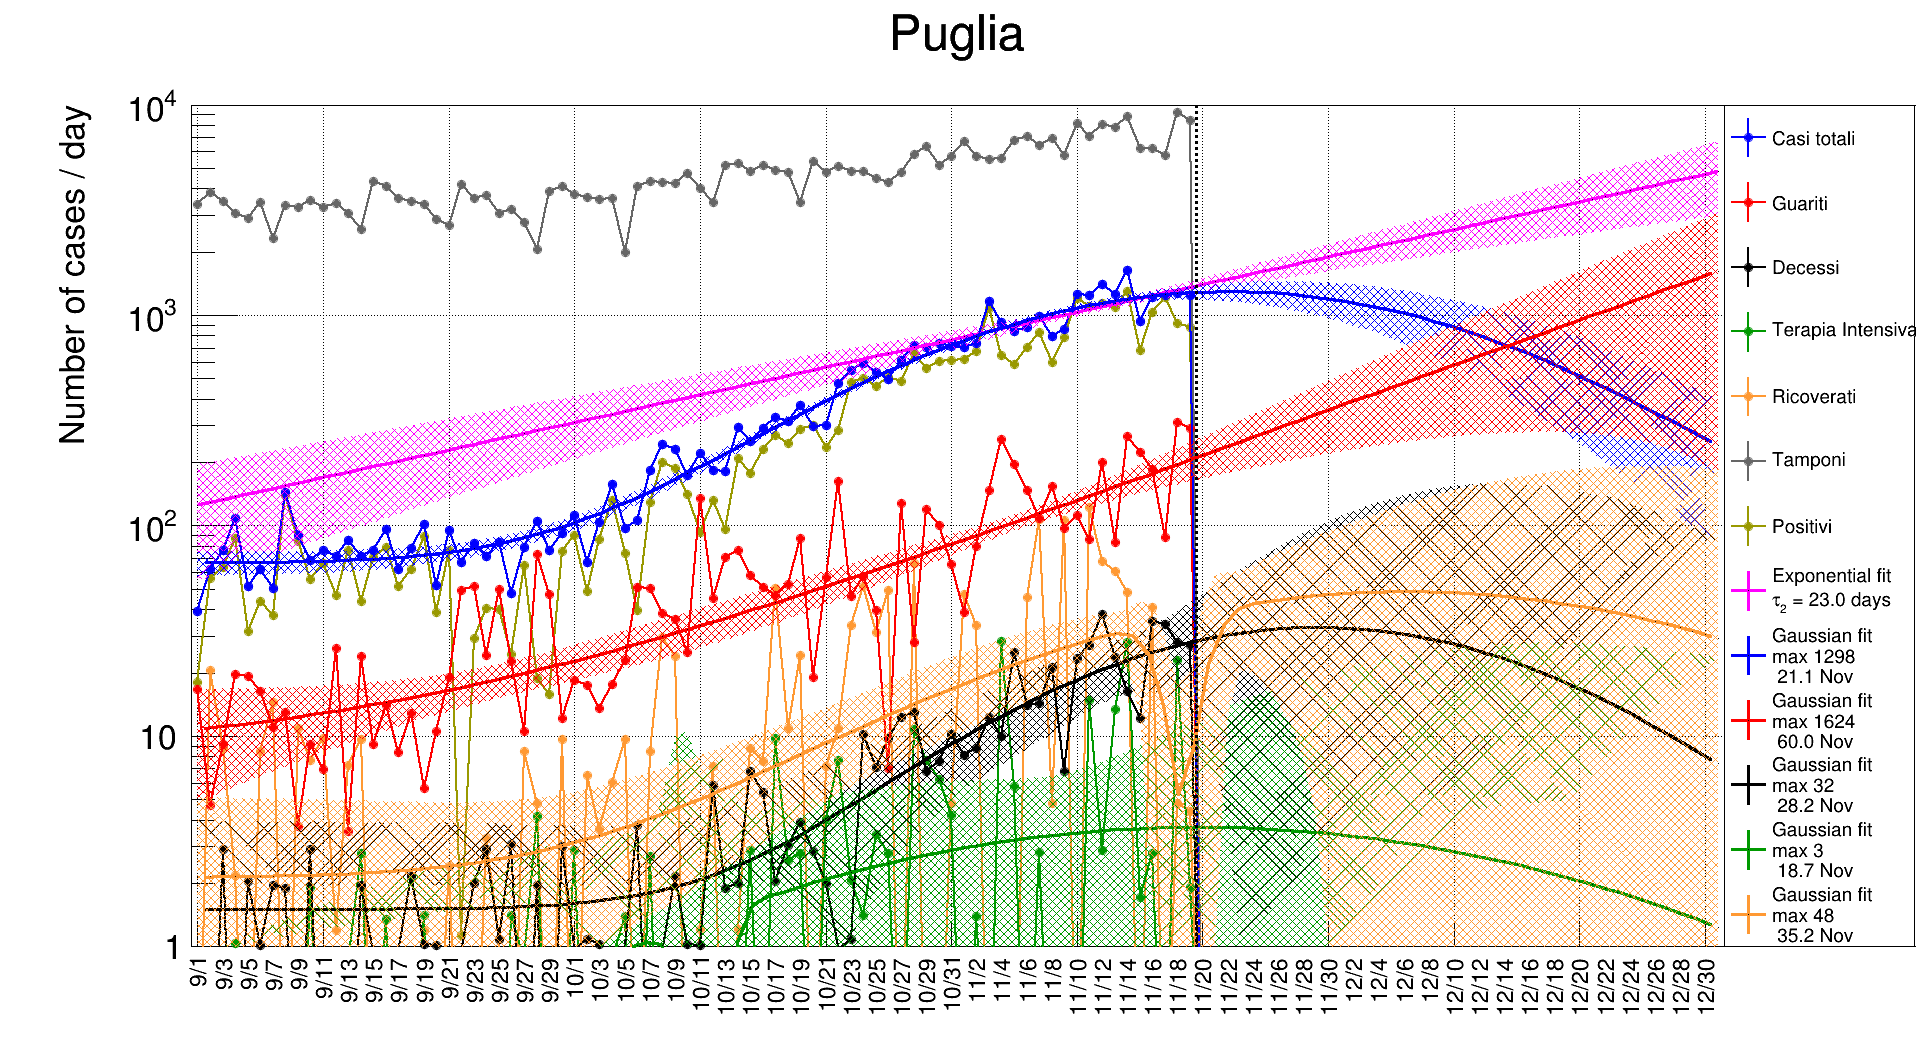 Puglia
Number of cases / day
10^4
10^3
10^2
10
1
9/1
9/3
9/5
9/7
9/9
9/11
9/13
9/15
9/17
9/19
9/21
9/23
9/25
9/27
9/29
10/1
10/3
10/5
10/7
10/9
10/11
10/13
10/15
10/17
10/19
10/21
10/23
10/25
10/27
10/29
10/31
11/2
11/4
11/6
11/8
11/10
11/12
11/14
11/16
11/18
11/20
11/22
11/24
11/26
11/28
11/30
12/2
12/4
12/6
12/8
12/10
12/12
12/14
12/16
12/18
12/20
12/22
12/24
12/26
12/28
12/30
Casi totali
Guariti
Decessi
Terapia Intensiva
Ricoverati
Tamponi
Positivi
Exponential fit
τ₂ = 23.0 days
Gaussian fit
max 1298
21.1 Nov
Gaussian fit
max 1624
60.0 Nov
Gaussian fit
max 32
28.2 Nov
Gaussian fit
max 3
18.7 Nov
Gaussian fit
max 48
35.2 Nov